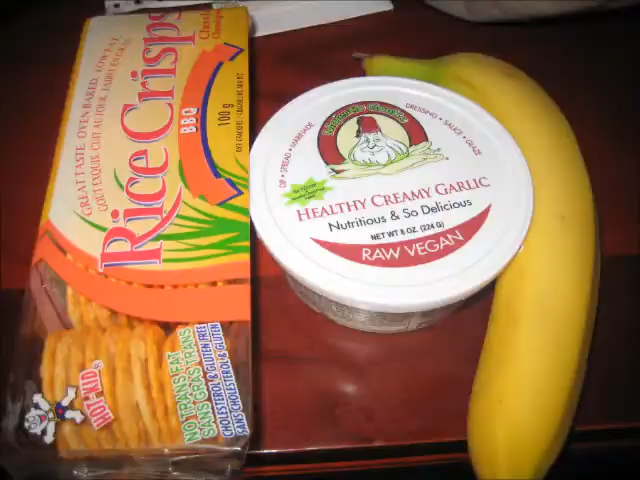 GREAT TASTE, OVEN-BAKED, LOW FAT
GOÛT EXQUIS, CUIT AU FOUR, FAIBLE EN GRAS
Rice Crisps
Classic
Classique
BBQ
100 g
HOT-KID
NO TRANS FAT
SANS GRAS TRANS
CHOLESTEROL & GLUTEN FREE
SANS CHOLESTÉROL & GLUTEN
DIP • SPREAD • MARINADE
DRESSING • SAUCE • GLAZE
HEALTHY CREAMY GARLIC
Nutritious & So Delicious
NET WT 8 OZ. (224 G)
RAW VEGAN